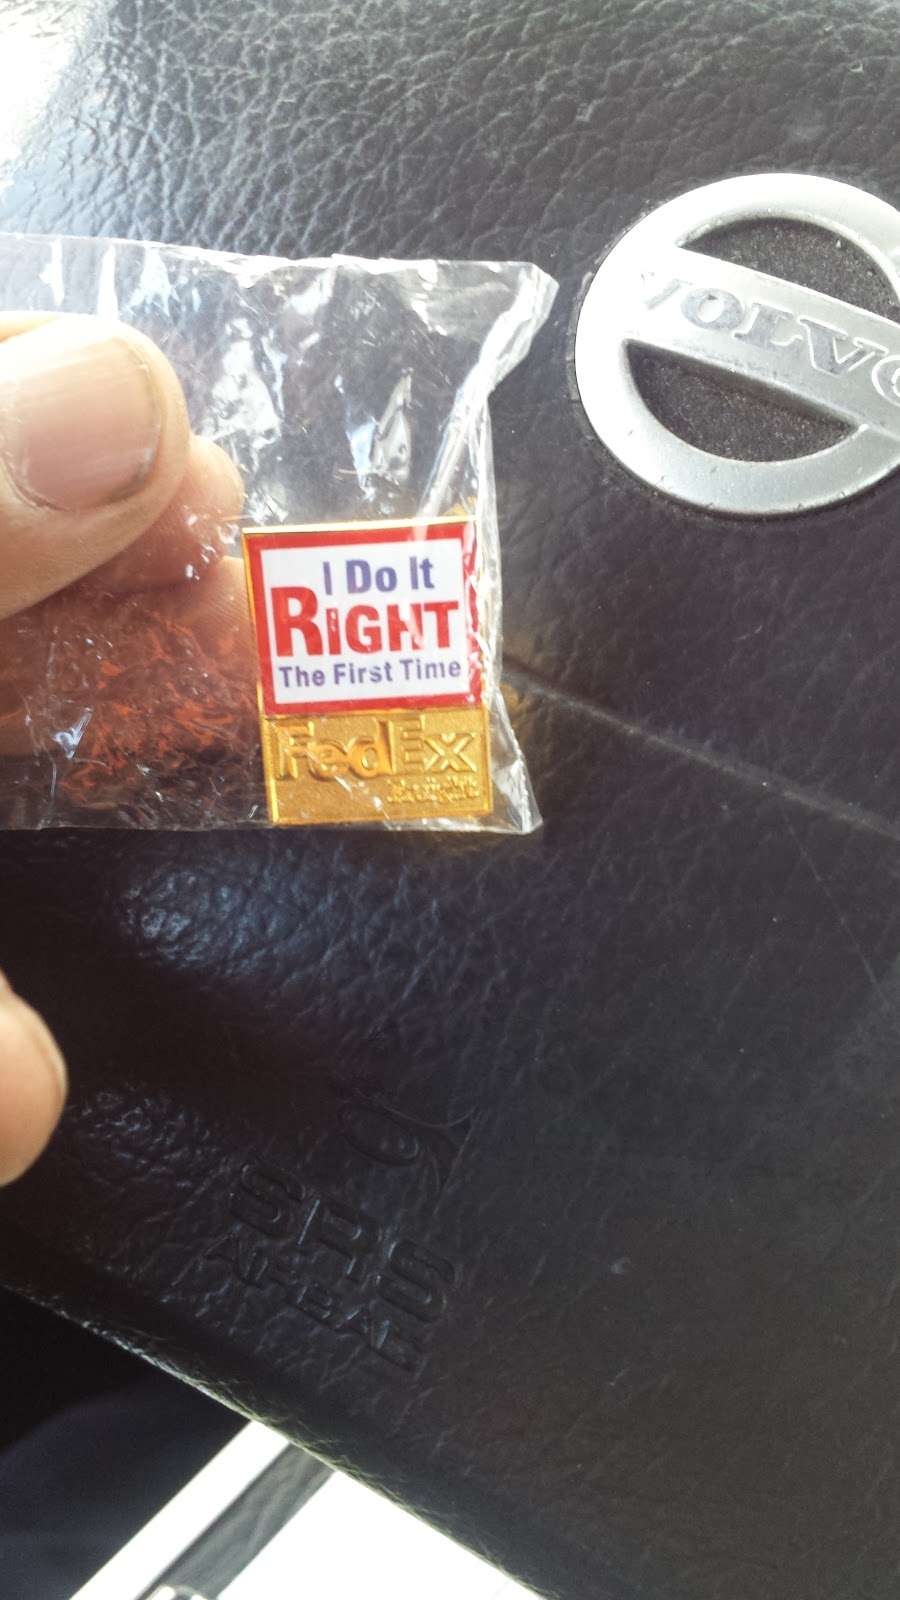 VOLVO
I Do It
RIGHT
The First Time
FedEx
SRS
AIRBAG